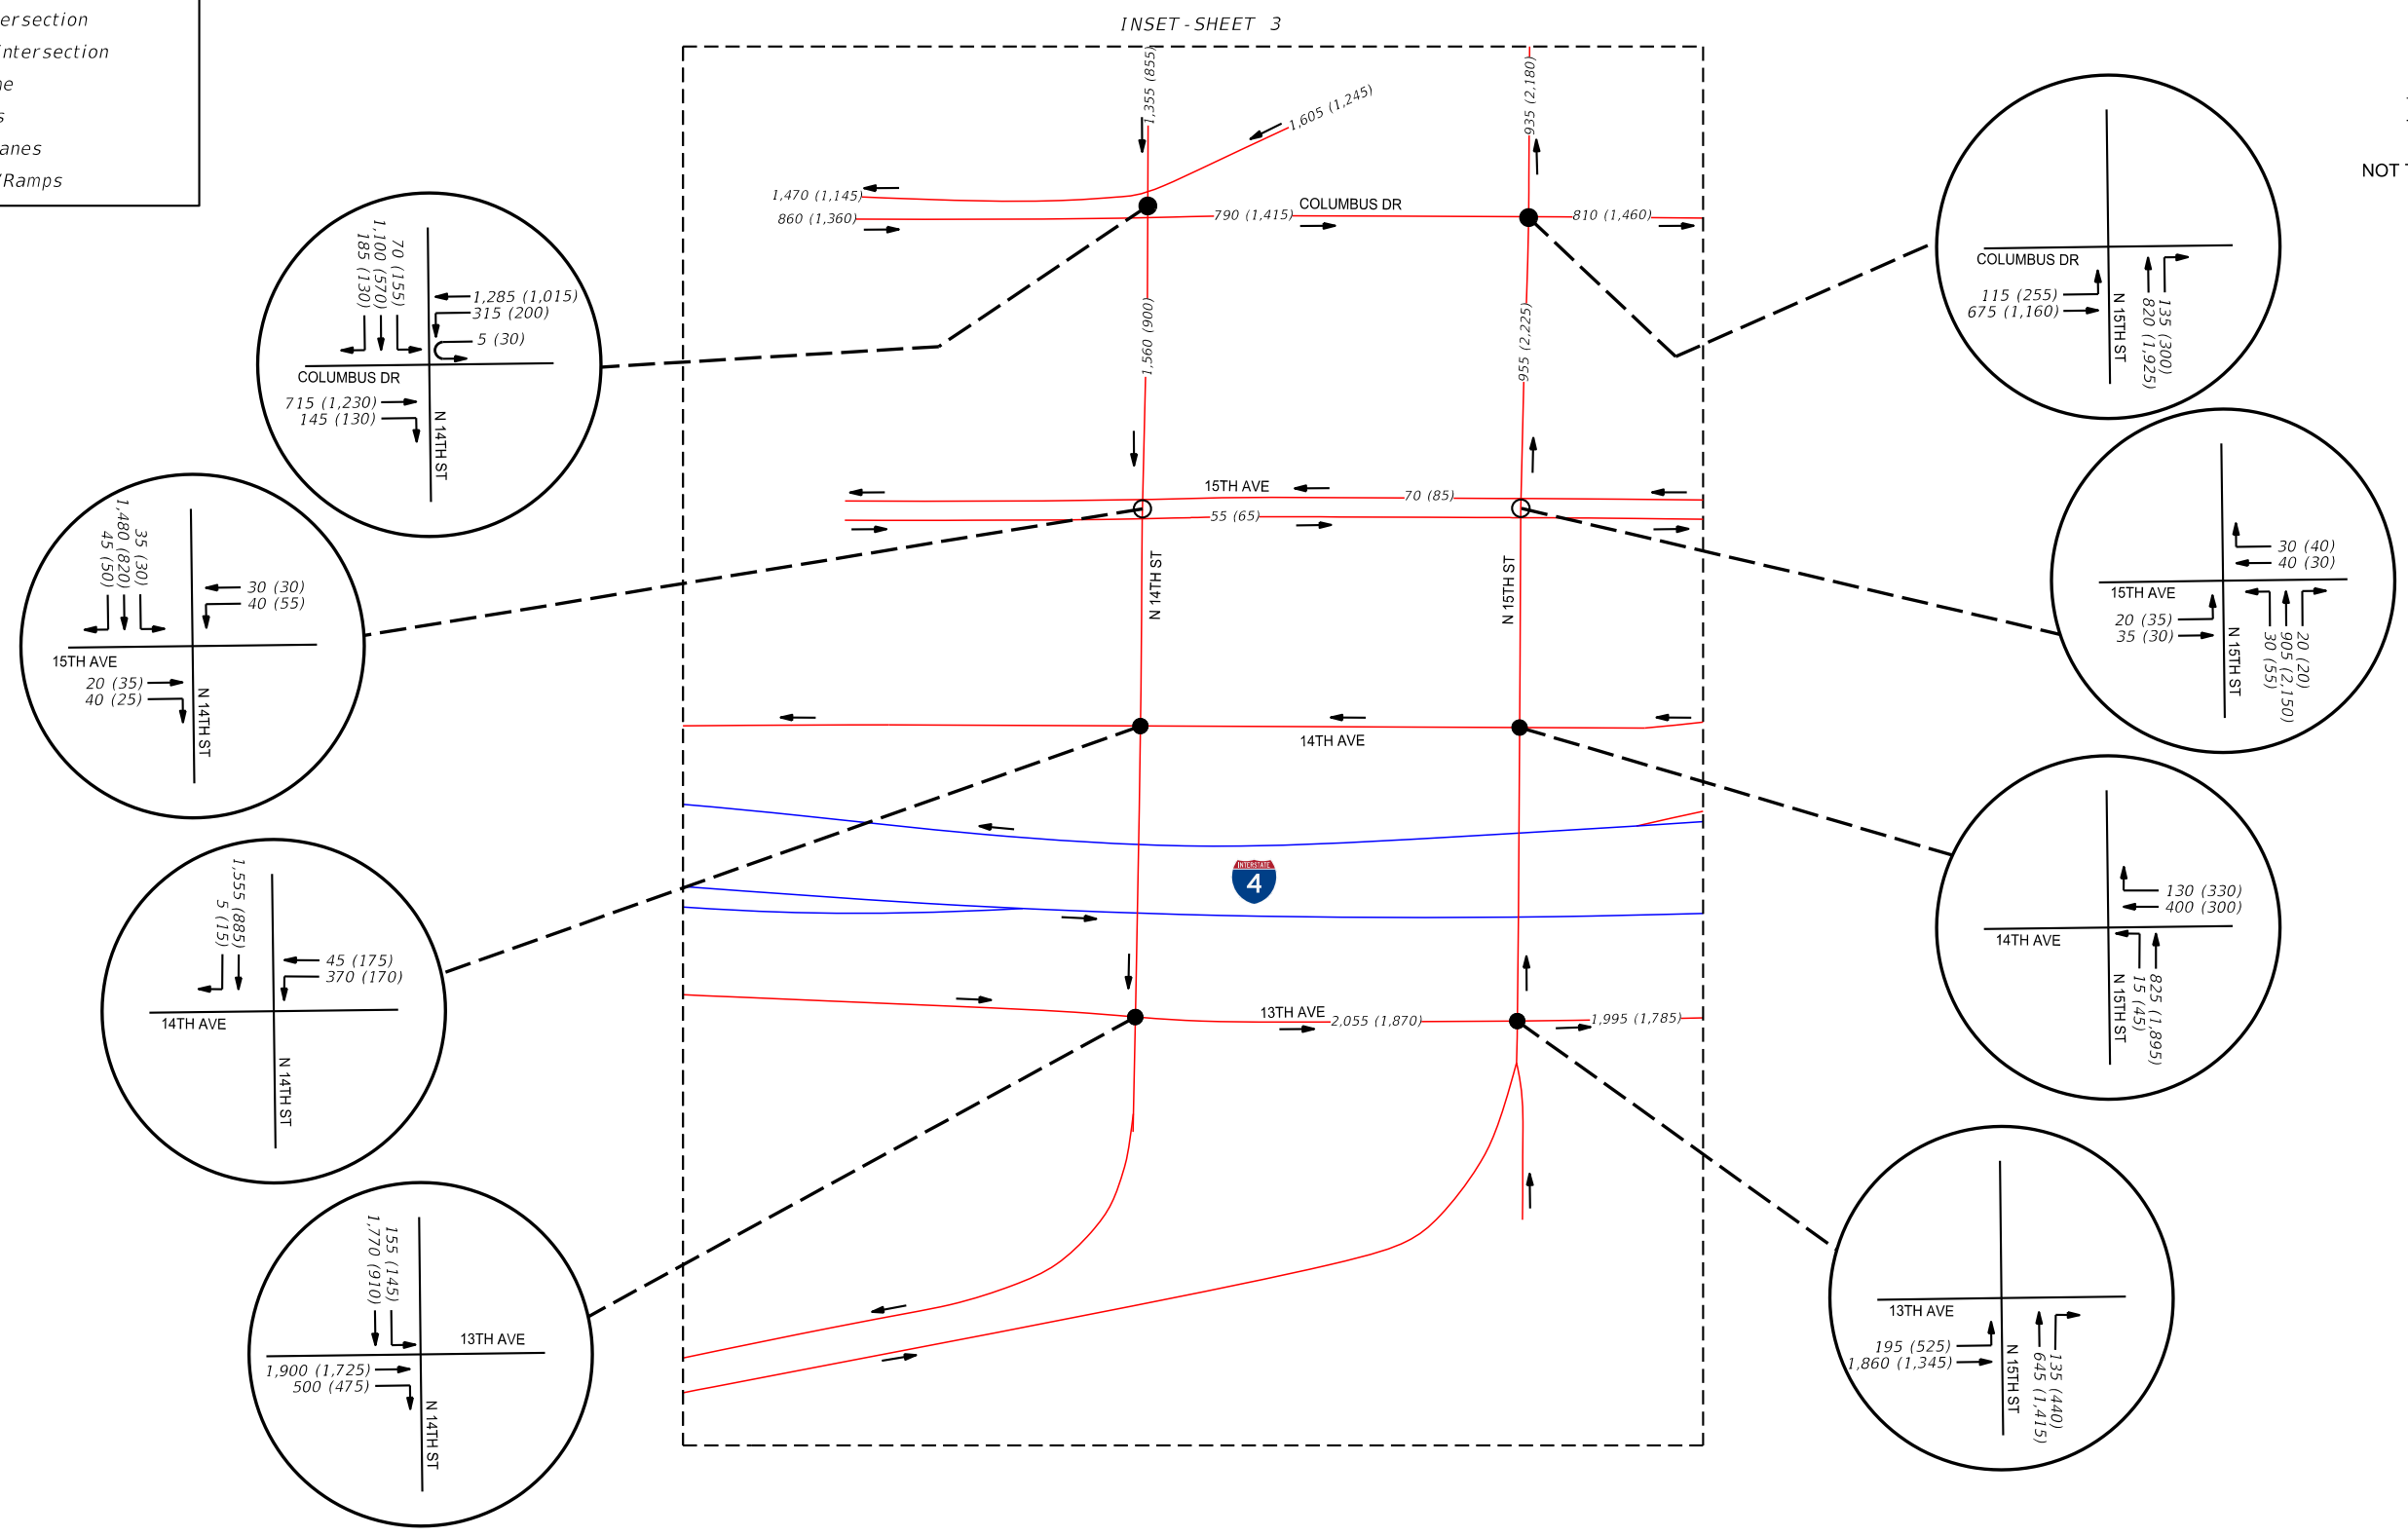 ersection
ntersection
ne
s
anes
/Ramps
INSET-SHEET 3
NOT
1,355 (855)
1,605 (1,245)
935 (2,180)
1,470 (1,145)
860 (1,360)
790 (1,415)
COLUMBUS DR
810 (1,460)
1,560 (900)
955 (2,225)
15TH AVE
70 (85)
55 (65)
N 14TH ST
N 15TH ST
14TH AVE
INTERSTATE
4
13TH AVE
2,055 (1,870)
1,995 (1,785)
185 (130)
1,100 (570)
70 (155)
1,285 (1,015)
315 (200)
5 (30)
COLUMBUS DR
715 (1,230)
145 (130)
N 14TH ST
45 (50)
1,480 (820)
35 (30)
30 (30)
40 (55)
15TH AVE
20 (35)
40 (25)
N 14TH ST
5 (15)
1,555 (885)
45 (175)
370 (170)
14TH AVE
N 14TH ST
1,770 (910)
155 (145)
13TH AVE
1,900 (1,725)
500 (475)
N 14TH ST
COLUMBUS DR
115 (255)
675 (1,160)
N 15TH ST
820 (1,925)
135 (300)
30 (40)
40 (30)
15TH AVE
20 (35)
35 (30)
N 15TH ST
30 (55)
905 (2,150)
20 (20)
130 (330)
400 (300)
14TH AVE
N 15TH ST
15 (45)
825 (1,895)
13TH AVE
195 (525)
1,860 (1,345)
N 15TH ST
645 (1,415)
135 (440)